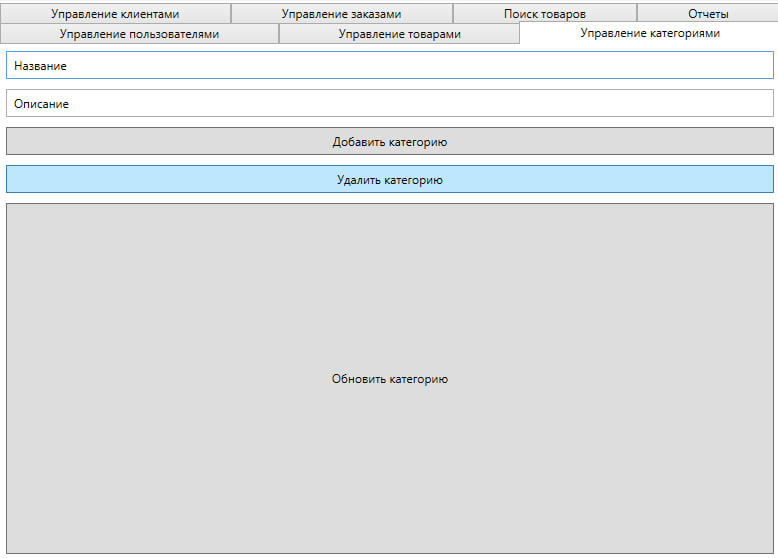 Управление клиентами
Управление заказами
Поиск товаров
Отчеты
Управление пользователями
Управление товарами
Управление категориями
Название
Описание
Добавить категорию
Удалить категорию
Обновить категорию